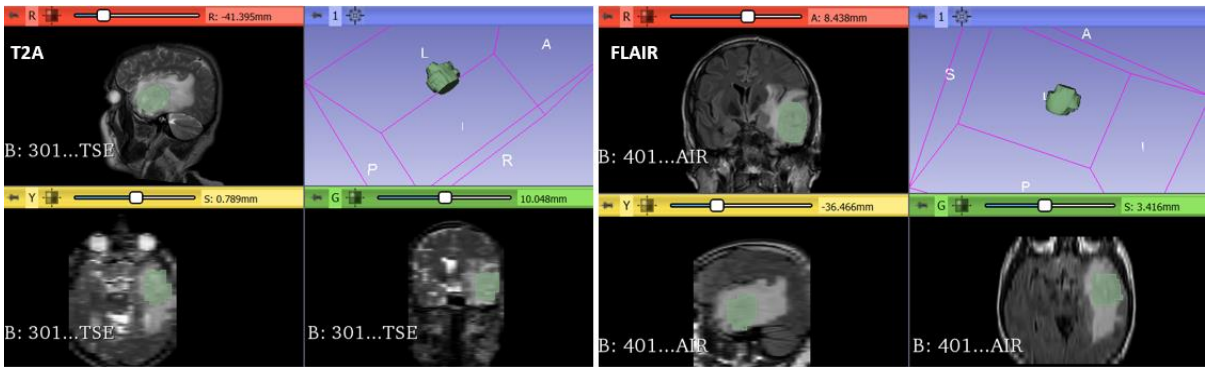 R R: -41.395mm
T2A
B: 301...TSE
1
L A
I
P R
Y S: 0.789mm
B: 301...TSE
G 10.048mm
B: 301...TSE
R A: 8.438mm
FLAIR
B: 401...AIR
1
A
S
I
P
Y -36.466mm
B: 401...AIR
G S: 3.416mm
B: 401...AIR